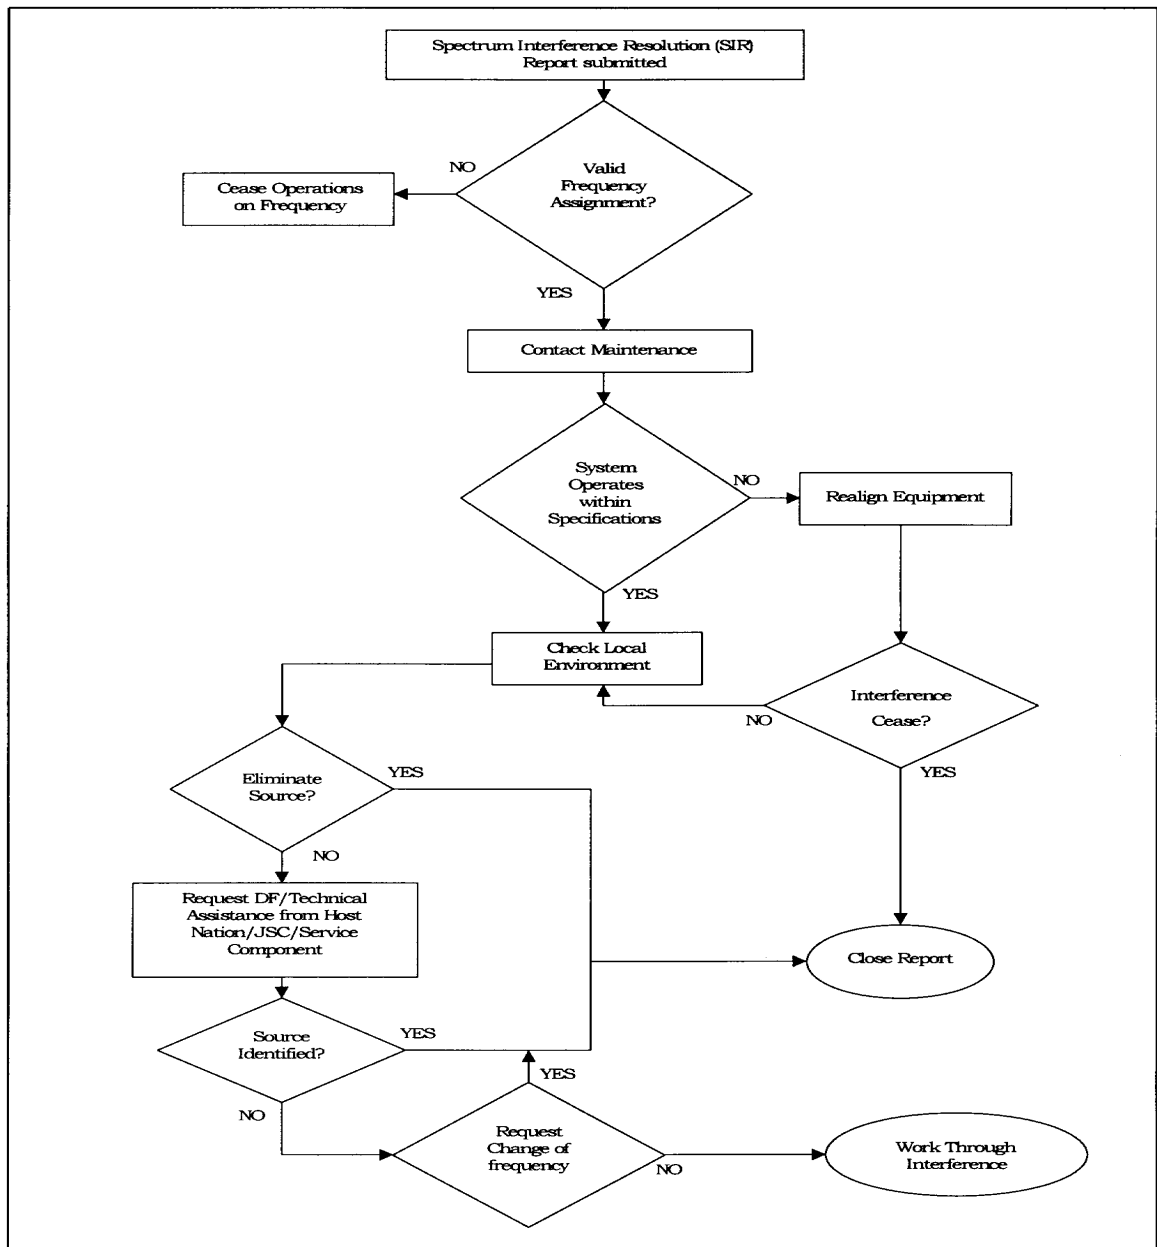 Spectrum Interference Resolution (SIR)
Report submitted
NO
Valid
Frequency
Assignment?
Cease Operations
on Frequency
YES
Contact Maintenance
System
Operates
within
Specifications
NO
Realign Equipment
YES
Check Local
Environment
Interference
Cease?
NO
YES
Eliminate
Source?
YES
NO
Request DF/Technical
Assistance from Host
Nation/JSC/Service
Component
Close Report
Source
Identified?
YES
YES
NO
Request
Change of
frequency
NO
Work Through
Interference